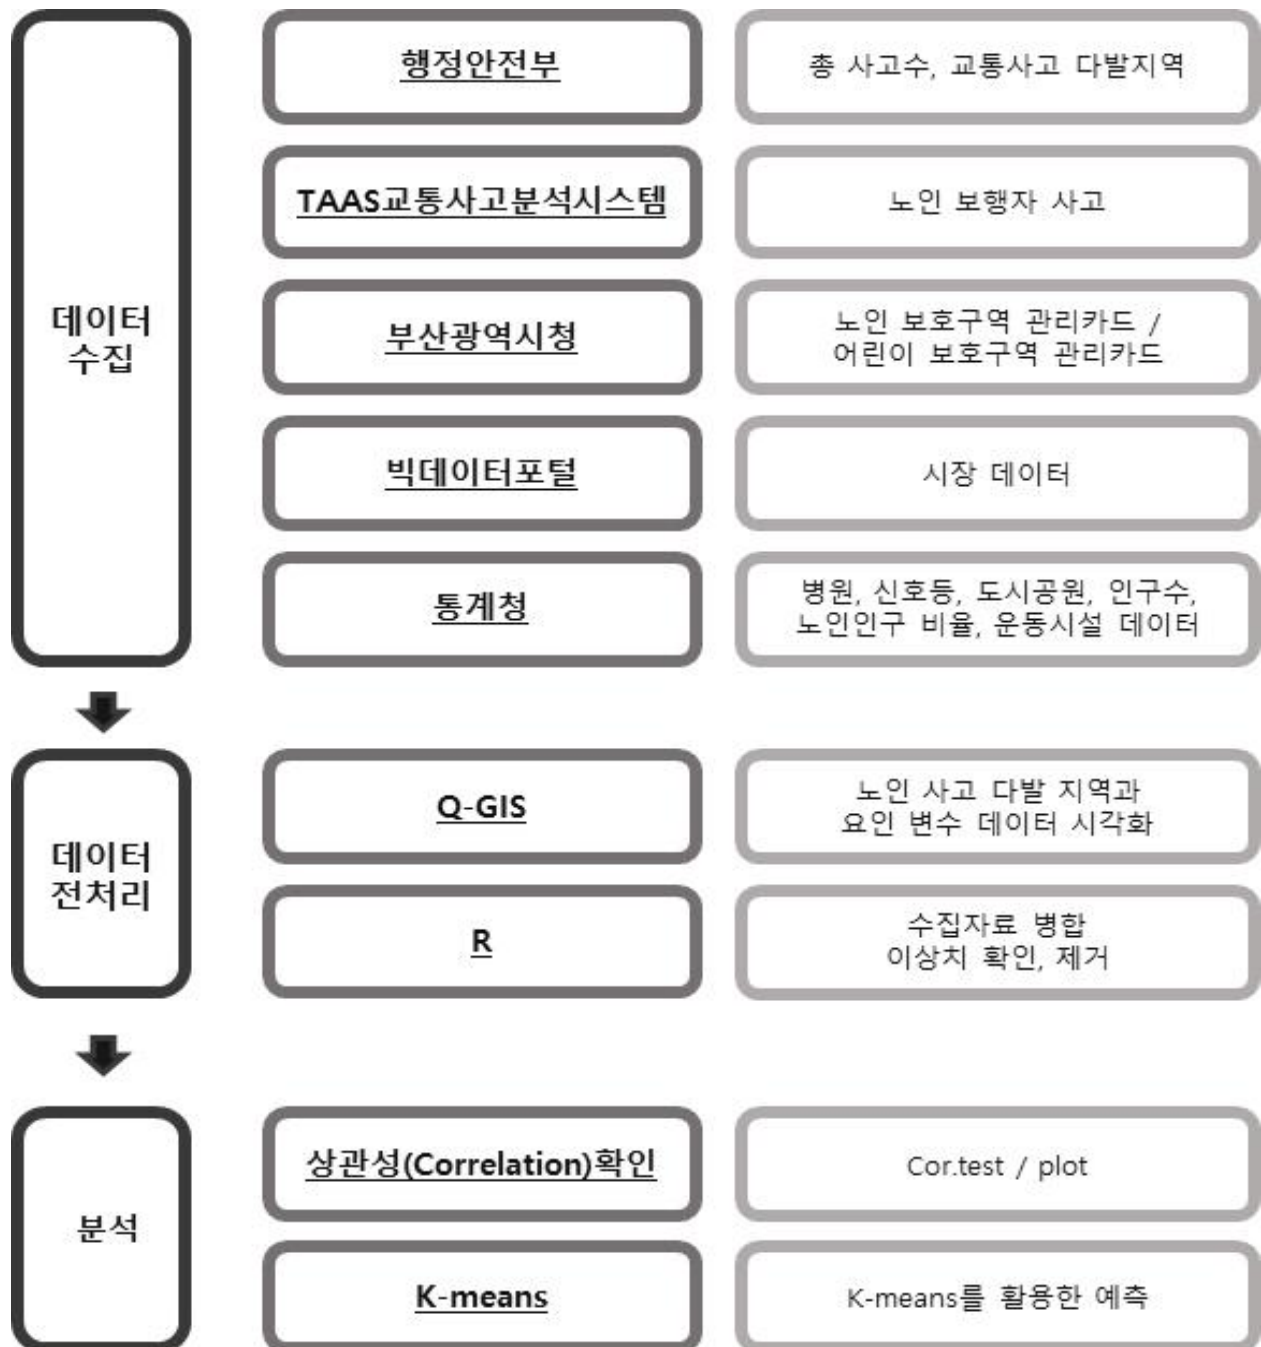 데이터
수집
행정안전부
총 사고수, 교통사고 다발지역
TAAS교통사고분석시스템
노인 보행자 사고
부산광역시청
노인 보호구역 관리카드 /
어린이 보호구역 관리카드
빅데이터포털
시장 데이터
통계청
병원, 신호등, 도시공원, 인구수,
노인인구 비율, 운동시설 데이터
데이터
전처리
Q-GIS
노인 사고 다발 지역과
요인 변수 데이터 시각화
R
수집자료 병합
이상치 확인, 제거
분석
상관성(Correlation)확인
Cor.test / plot
K-means
K-means를 활용한 예측